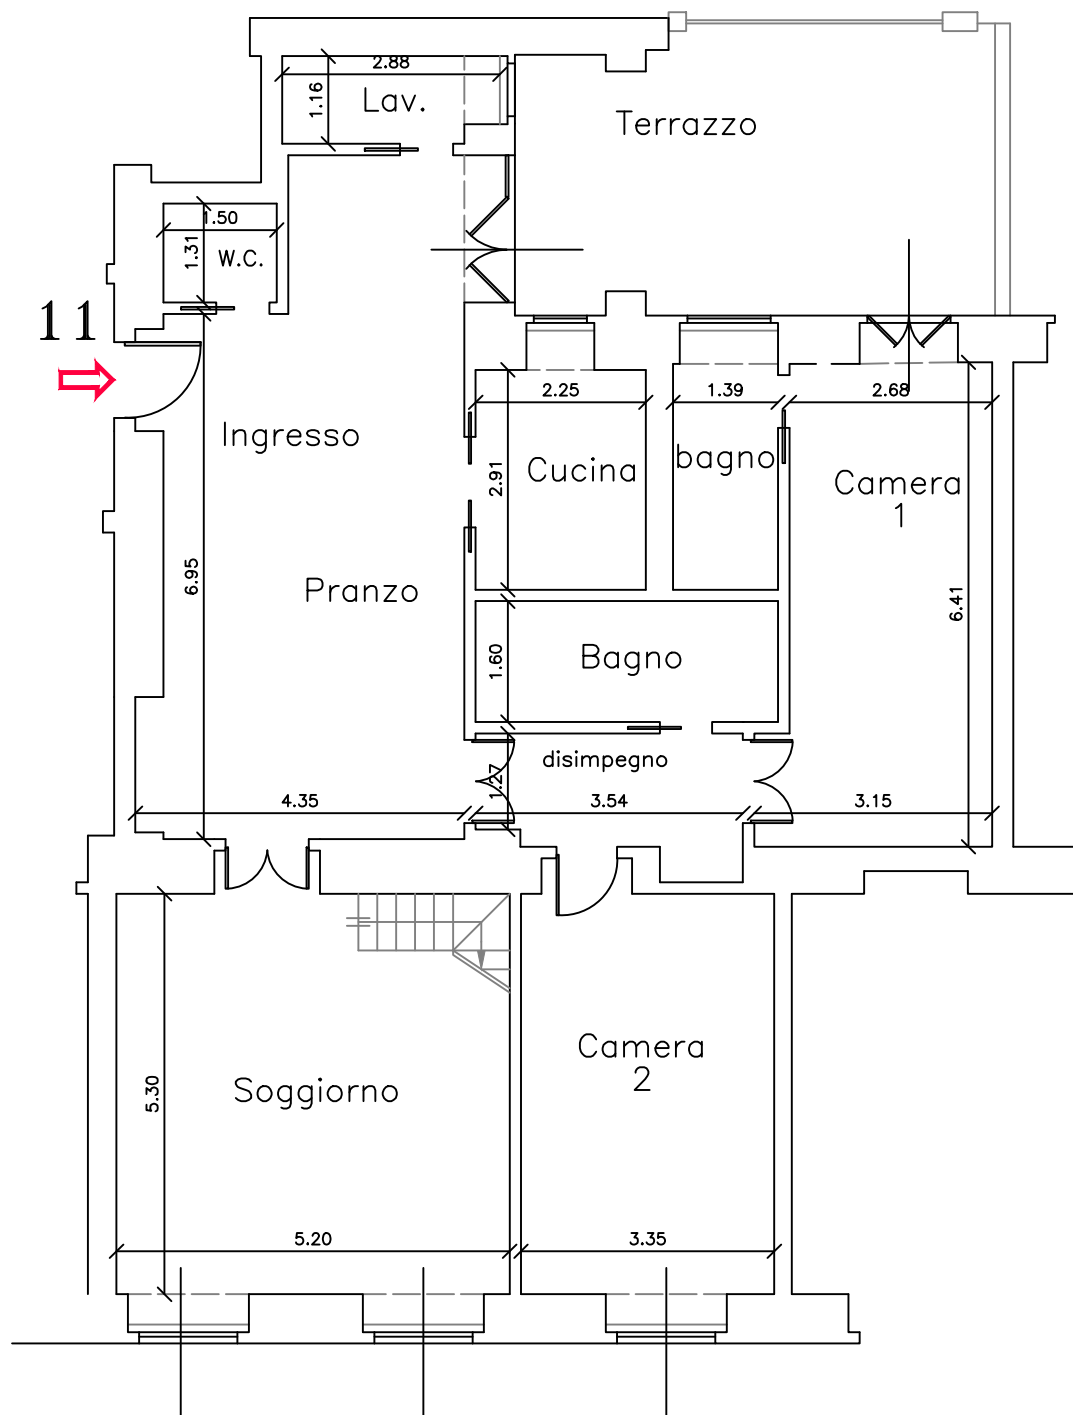 2.88
1.16
Lav.
Terrazzo
1.50
1.31
W.C.
11
2.25
1.39
2.68
Ingresso
Cucina
bagno
Camera
1
2.91
6.95
Pranzo
6.41
1.60
Bagno
disimpegno
1.27
4.35
3.54
3.15
Camera
2
Soggiorno
5.30
5.20
3.35